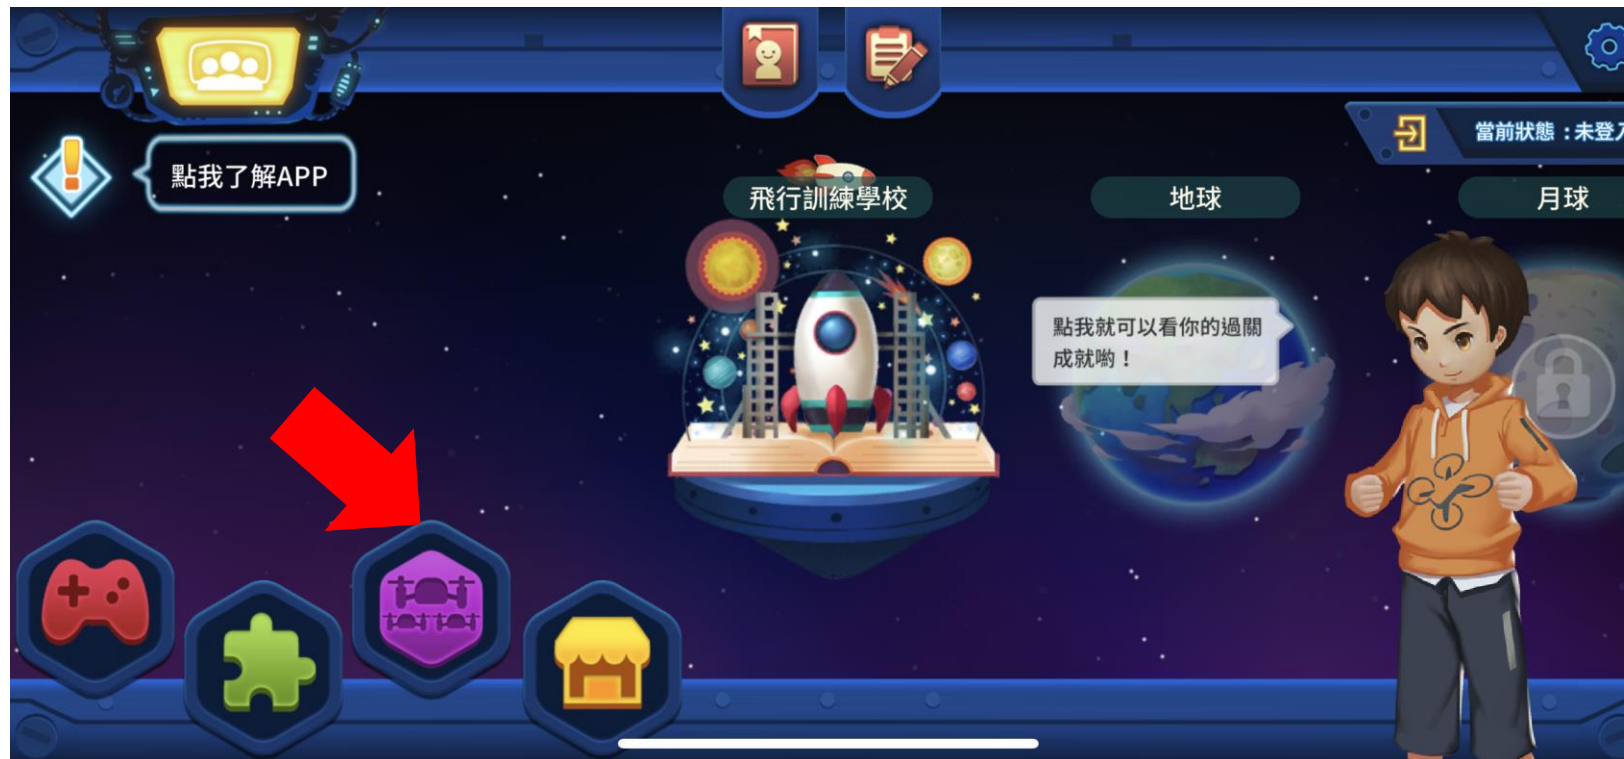 點我了解APP
當前狀態：未登入
飛行訓練學校
地球
月球
點我就可以看你的過關
成就喲！